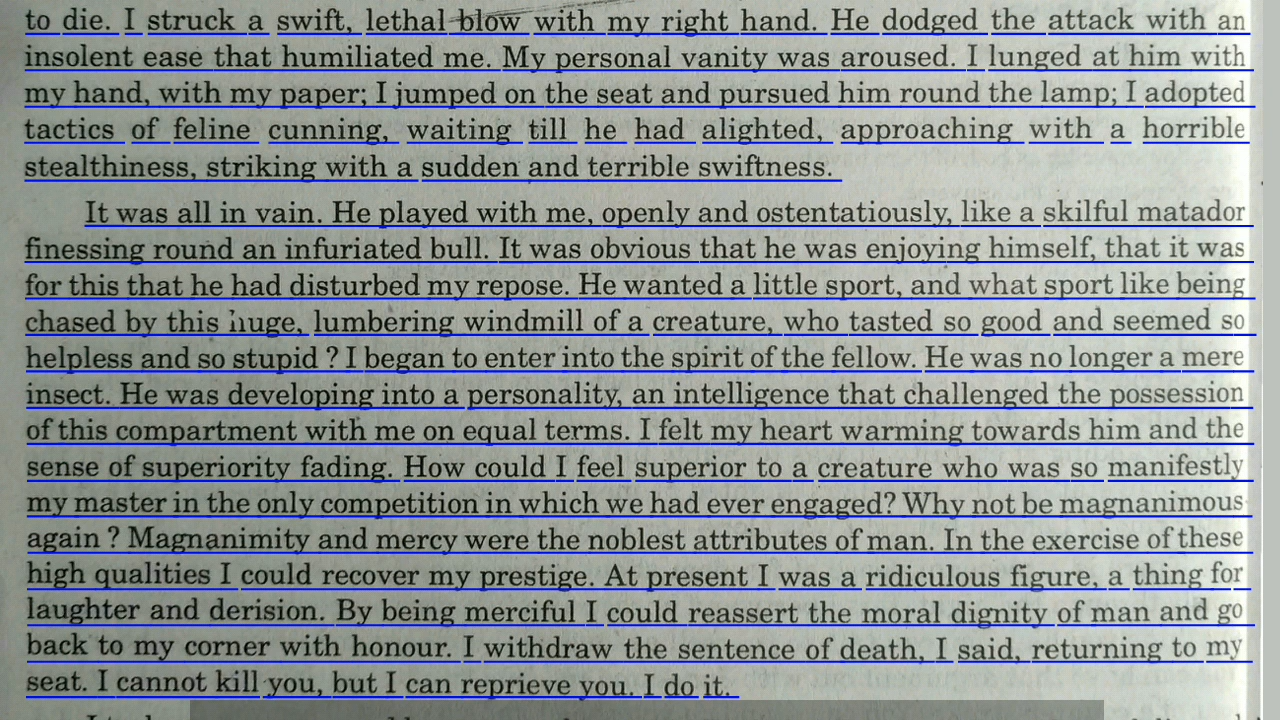 to die. I struck a swift, lethal blow with my right hand. He dodged the attack with an
insolent ease that humiliated me. My personal vanity was aroused. I lunged at him with
my hand, with my paper; I jumped on the seat and pursued him round the lamp; I adopted
tactics of feline cunning, waiting till he had alighted, approaching with a horrible
stealthiness, striking with a sudden and terrible swiftness.
It was all in vain. He played with me, openly and ostentatiously, like a skilful matador
finessing round an infuriated bull. It was obvious that he was enjoying himself, that it was
for this that he had disturbed my repose. He wanted a little sport, and what sport like being
chased by this huge, lumbering windmill of a creature, who tasted so good and seemed so
helpless and so stupid ? I began to enter into the spirit of the fellow. He was no longer a mere
insect. He was developing into a personality, an intelligence that challenged the possession
of this compartment with me on equal terms. I felt my heart warming towards him and the
sense of superiority fading. How could I feel superior to a creature who was so manifestly
my master in the only competition in which we had ever engaged? Why not be magnanimous
again ? Magnanimity and mercy were the noblest attributes of man. In the exercise of these
high qualities I could recover my prestige. At present I was a ridiculous figure, a thing for
laughter and derision. By being merciful I could reassert the moral dignity of man and go
back to my corner with honour. I withdraw the sentence of death, I said, returning to my
seat. I cannot kill you, but I can reprieve you. I do it.